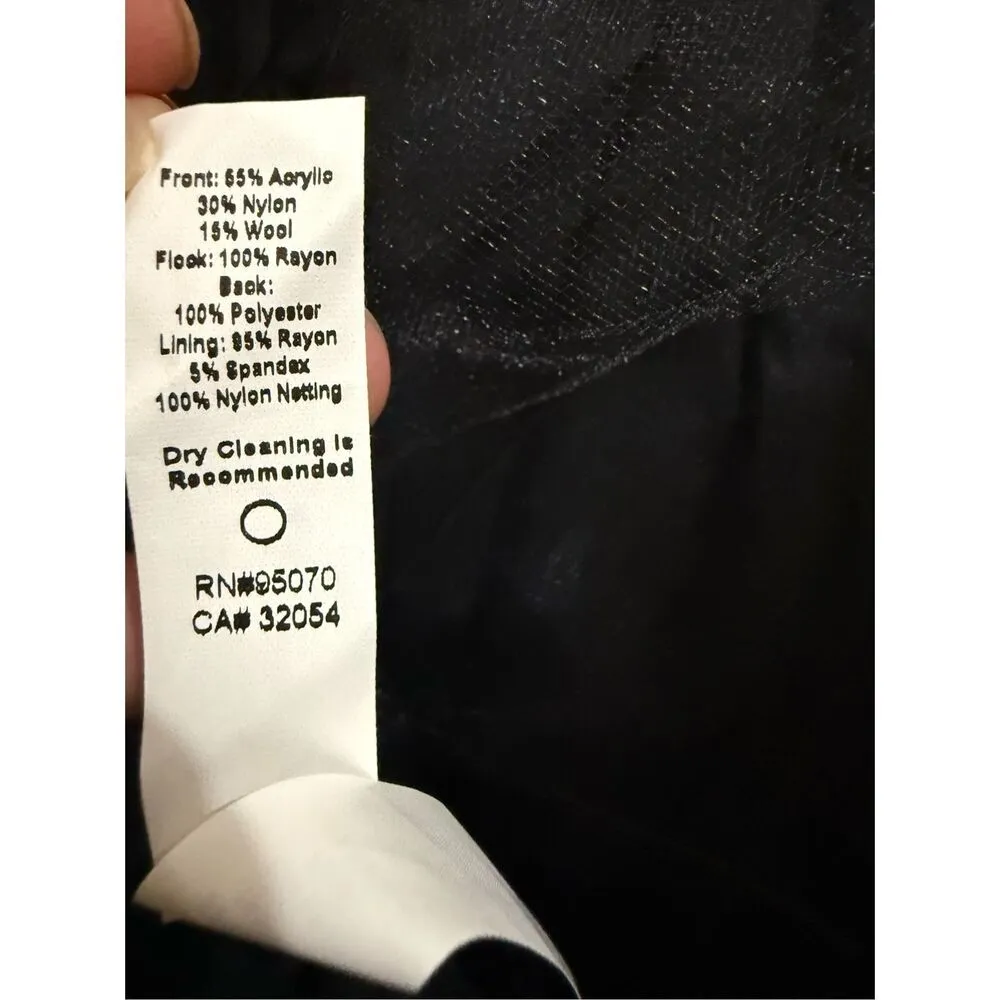 Front: 55% Acrylic
30% Nylon
15% Wool
Flock: 100% Rayon
Back:
100% Polyester
Lining: 95% Rayon
5% Spandex
100% Nylon Netting
Dry Cleaning is
Recommended
RN#95070
CA# 32054